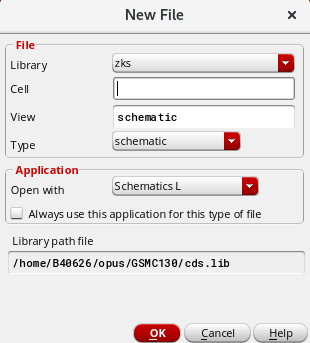 New File
File
Library zks
Cell
View schematic
Type schematic
Application
Open with Schematics L
Always use this application for this type of file
Library path file
/home/B40626/opus/GSMC130/cds.lib
OK Cancel Help